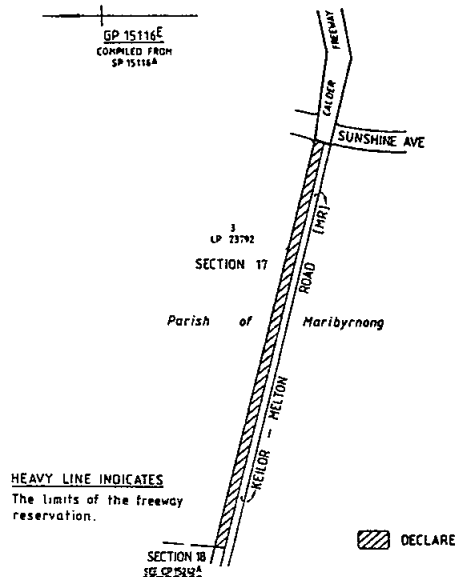 GP 15116E
COMPILED FROM
SP 15116A
CALDER FREEWAY
SUNSHINE AVE
3
LP 23792
SECTION 17
Parish of Maribyrnong
KEILOR - MELTON ROAD [MR]
HEAVY LINE INDICATES
The limits of the freeway
reservation.
DECLARE
SECTION 18